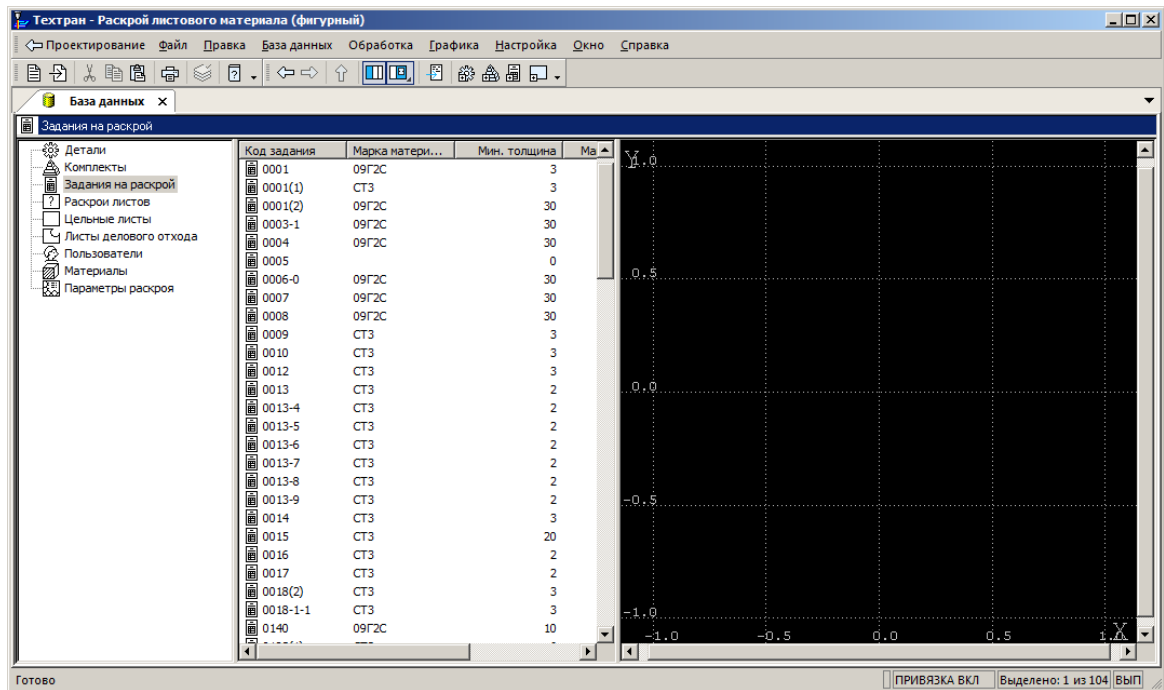 Техтран - Раскрой листового материала (фигурный)
Проектирование Файл Правка База данных Обработка Графика Настройка Окно Справка
База данных
Задания на раскрой
Детали
Комплекты
Задания на раскрой
Раскрои листов
Цельные листы
Листы делового отхода
Пользователи
Материалы
Параметры раскроя
Код задания Марка матери... Мин. толщина Ма
0001 09Г2С 3
0001(1) СТ3 3
0001(2) 09Г2С 30
0003-1 09Г2С 30
0004 09Г2С 30
0005 0
0006-0 09Г2С 30
0007 09Г2С 30
0008 09Г2С 30
0009 СТ3 3
0010 СТ3 3
0012 СТ3 3
0013 СТ3 2
0013-4 СТ3 2
0013-5 СТ3 2
0013-6 СТ3 2
0013-7 СТ3 2
0013-8 СТ3 2
0013-9 СТ3 2
0014 СТ3 3
0015 СТ3 20
0016 СТ3 2
0017 СТ3 2
0018(2) СТ3 3
0018-1-1 СТ3 3
0140 09Г2С 10
Y
1.0
0.5
0.0
-0.5
-1.0
-1.0 -0.5 0.0 0.5 1.0 X
Готово ПРИВЯЗКА ВКЛ Выделено: 1 из 104 ВЫП